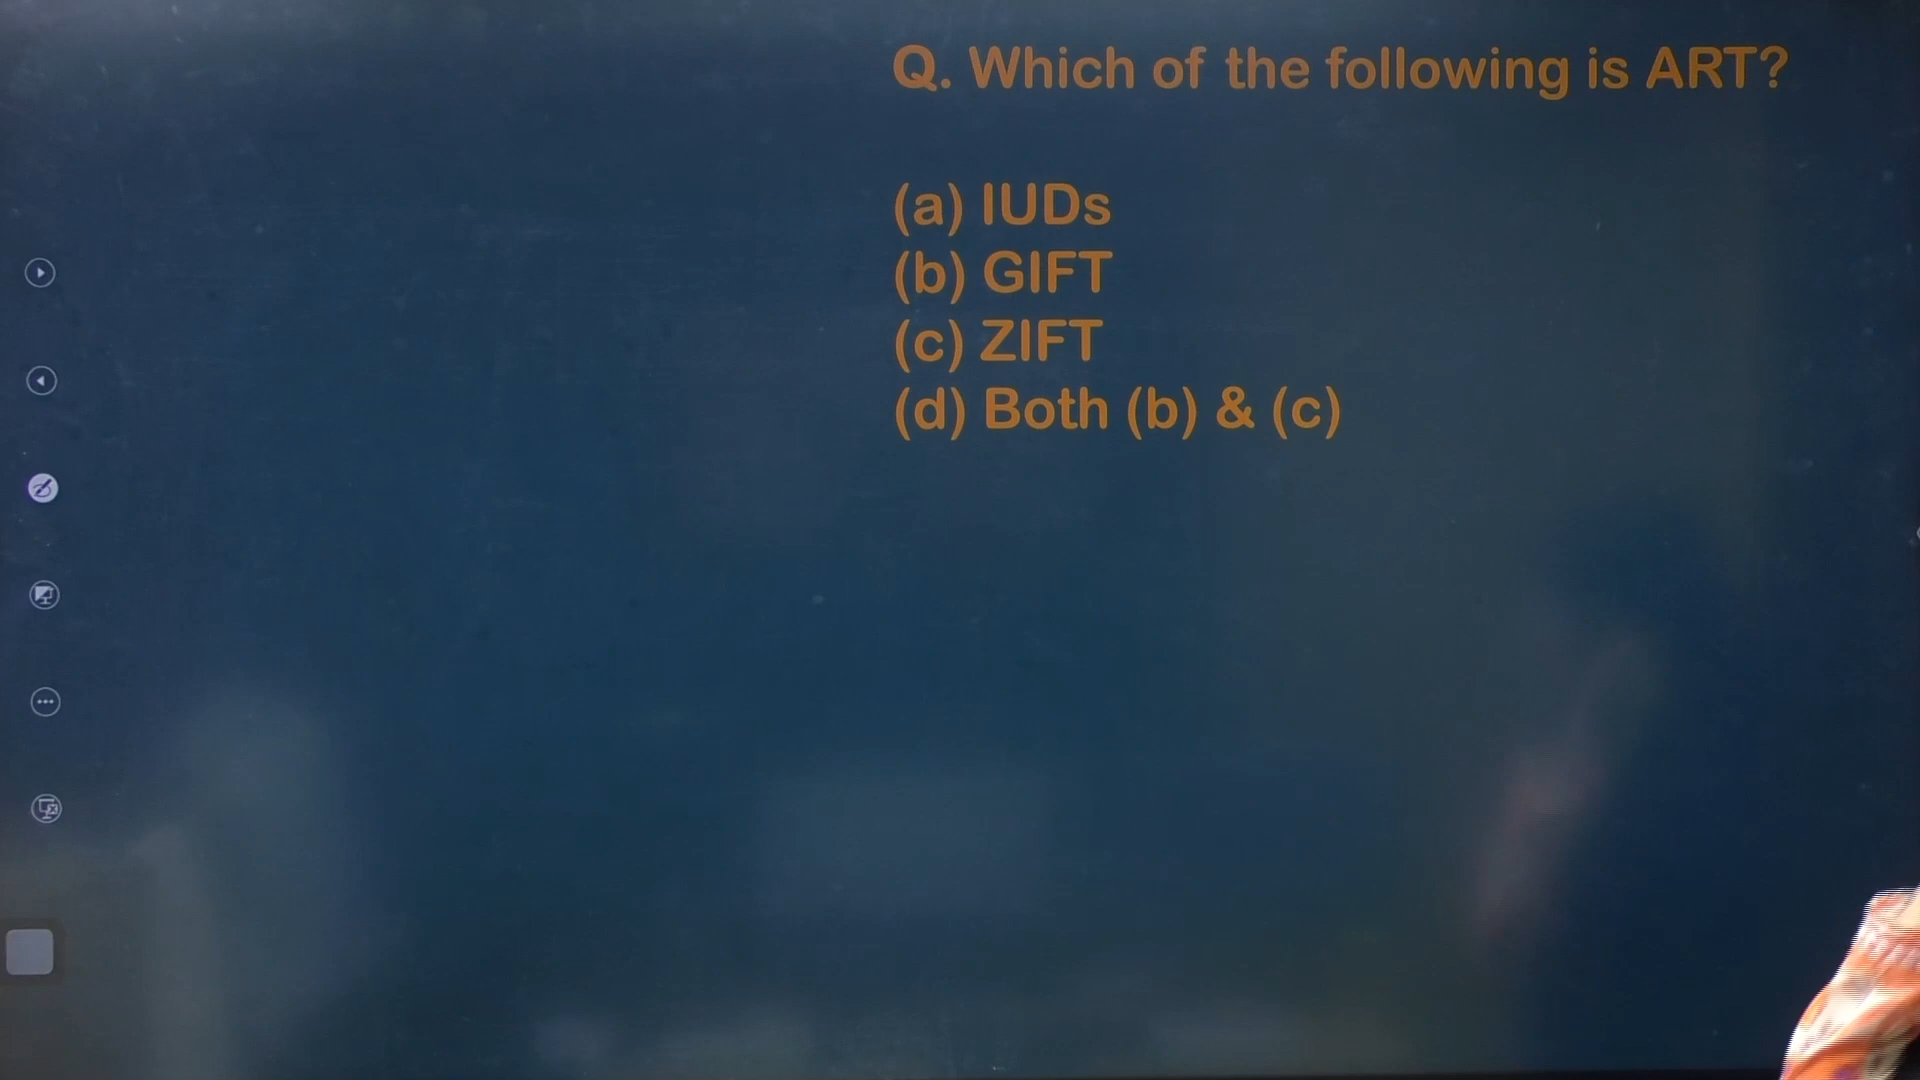 Q. Which of the following is ART?
(a) IUDs
(b) GIFT
(c) ZIFT
(d) Both (b) & (c)